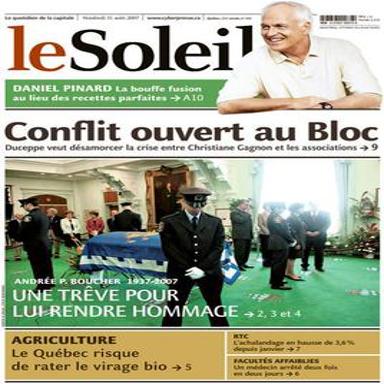 Le quotidien de la capitale
Vendredi 31 août 2007
www.cyberpresse.ca
leSoleil
DANIEL PINARD La bouffe fusion
au lieu des recettes parfaites → A10
Conflit ouvert au Bloc
Duceppe veut désamorcer la crise entre Christiane Gagnon et les associations → 9
ANDRÉE P. BOUCHER 1937-2007
UNE TRÊVE POUR
LUI RENDRE HOMMAGE → 2, 3 et 4
AGRICULTURE
Le Québec risque
de rater le virage bio → 5
RTC
L'achalandage en hausse de 3,6 %
depuis janvier → 7
FACULTÉS AFFAIBLIES
Un médecin arrêté deux fois
en deux jours → 6